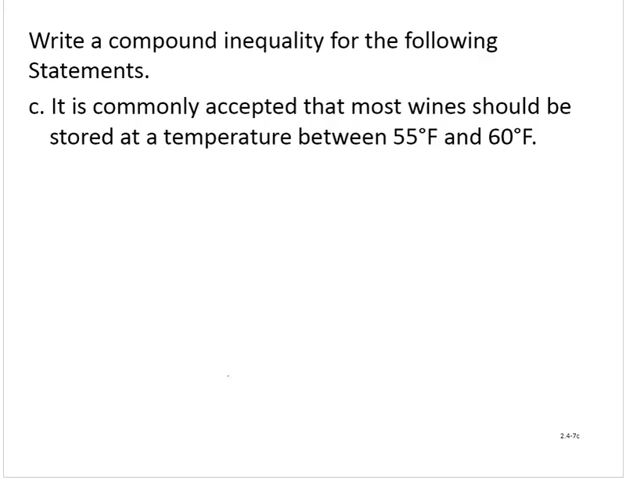 Write a compound inequality for the following
Statements.
c. It is commonly accepted that most wines should be
stored at a temperature between 55°F and 60°F.
2.4-7c